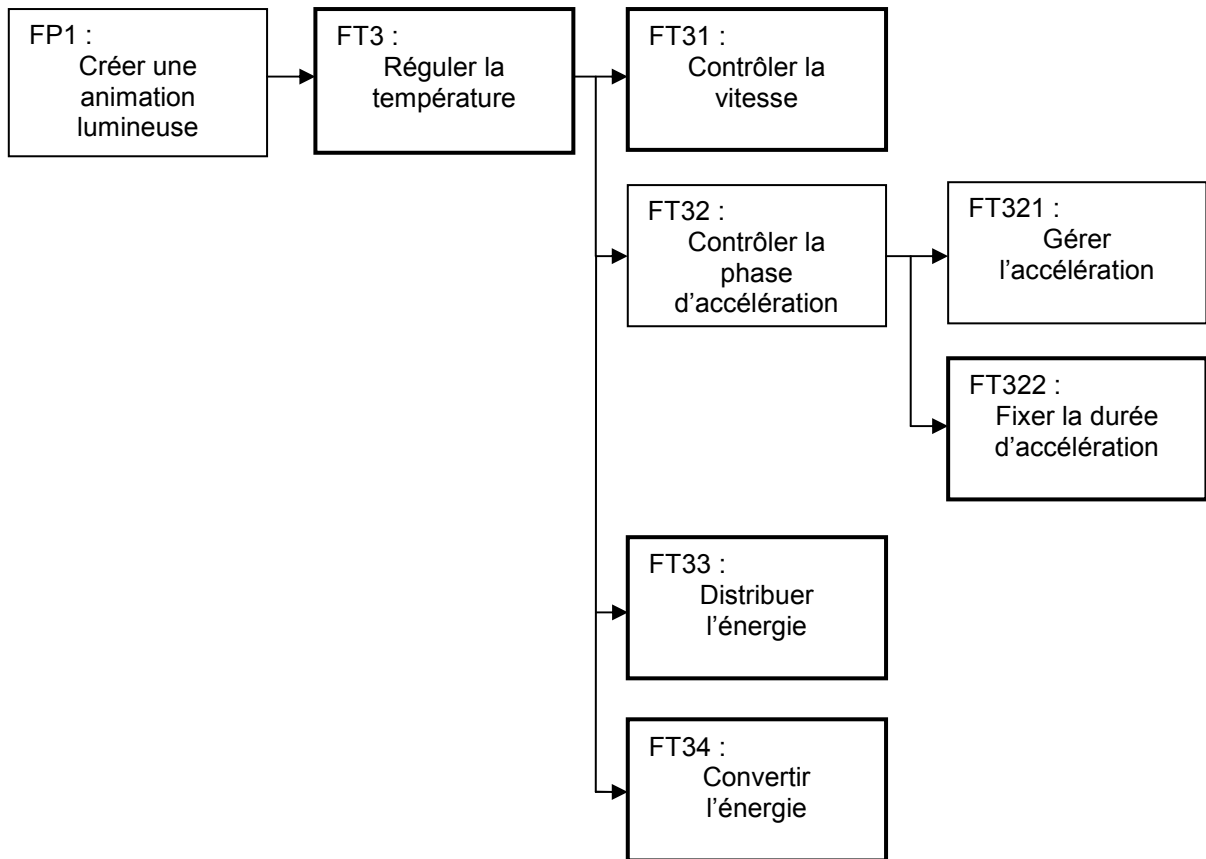 FP1 :
Créer une
animation
lumineuse
FT3 :
Réguler la
température
FT31 :
Contrôler la
vitesse
FT32 :
Contrôler la
phase
d’accélération
FT321 :
Gérer
l’accélération
FT322 :
Fixer la durée
d’accélération
FT33 :
Distribuer
l’énergie
FT34 :
Convertir
l’énergie